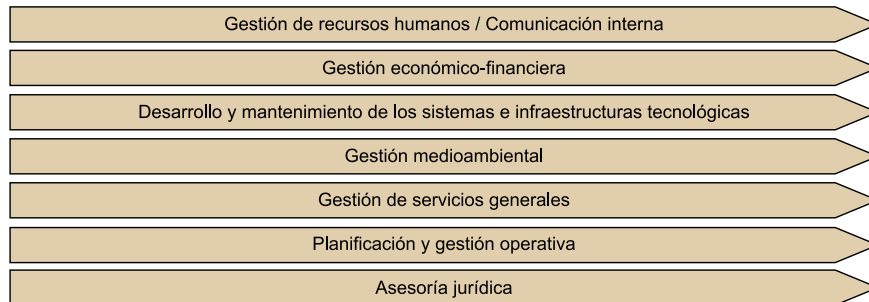 Gestión de recursos humanos / Comunicación interna
Gestión económico-financiera
Desarrollo y mantenimiento de los sistemas e infraestructuras tecnológicas
Gestión medioambiental
Gestión de servicios generales
Planificación y gestión operativa
Asesoría jurídica